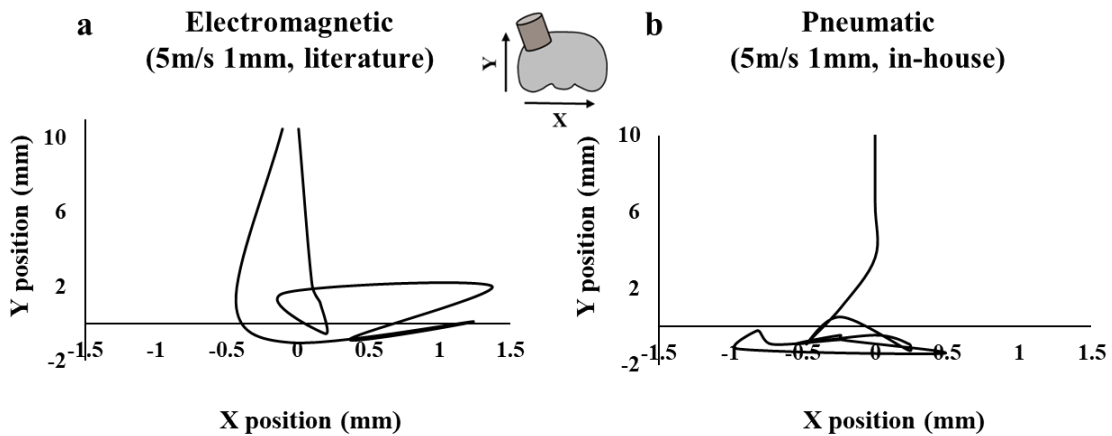 a
Electromagnetic
(5m/s 1mm, literature)
Y
X
b
Pneumatic
(5m/s 1mm, in-house)
Y position (mm)
10
6
2
-2
-1.5
-1
-0.5
0
0.5
1
1.5
X position (mm)
Y position (mm)
10
6
2
-2
-1.5
-1
-0.5
0
0.5
1
1.5
X position (mm)